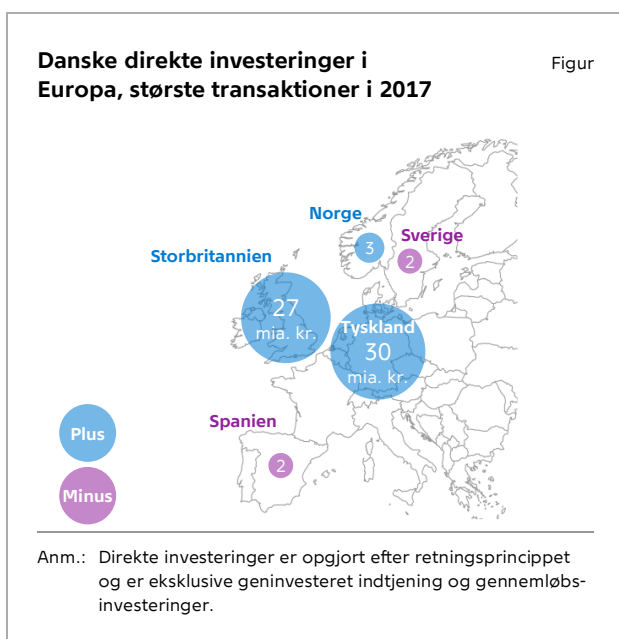 Danske direkte investeringer i
Europa, største transaktioner i 2017
Figur
Norge
3
Sverige
2
Storbritannien
27
mia. kr.
Tyskland
30
mia. kr.
Spanien
2
Plus
Minus
Anm.: Direkte investeringer er opgjort efter retningsprincippet
og er eksklusive geninvesteret indtjening og gennemløbs-
investeringer.